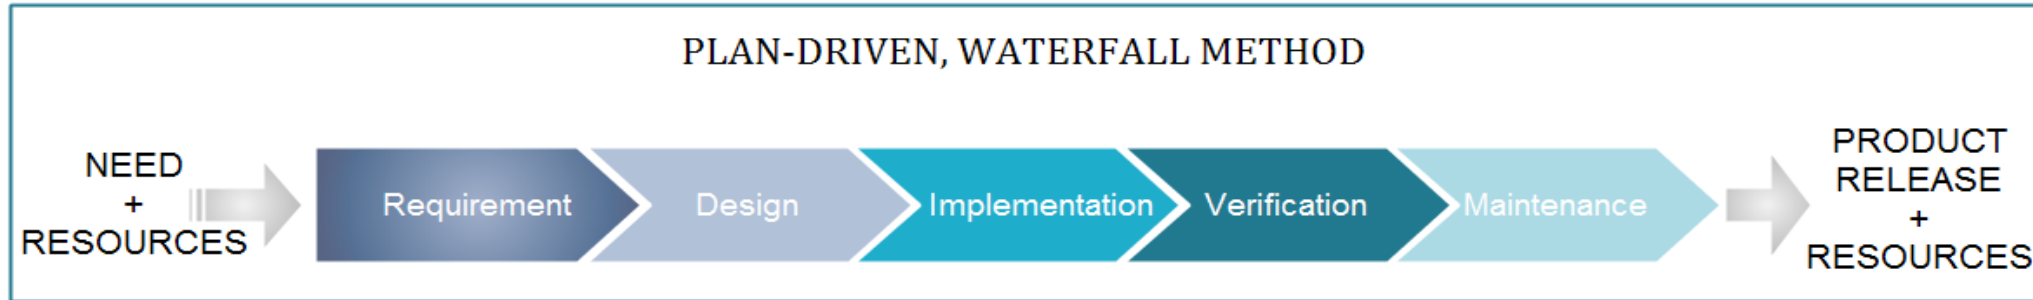 PLAN-DRIVEN, WATERFALL METHOD
NEED
+
RESOURCES
Requirement
Design
Implementation
Verification
Maintenance
PRODUCT
RELEASE
+
RESOURCES